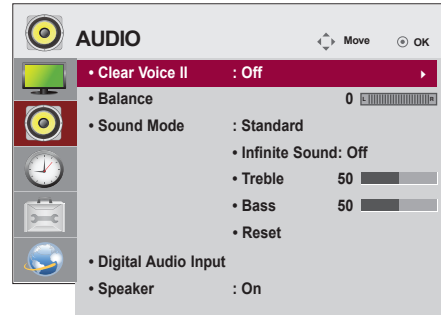 AUDIO Move OK
• Clear Voice II : Off
• Balance 0 L R
• Sound Mode : Standard
• Infinite Sound: Off
• Treble 50
• Bass 50
• Reset
• Digital Audio Input
• Speaker : On